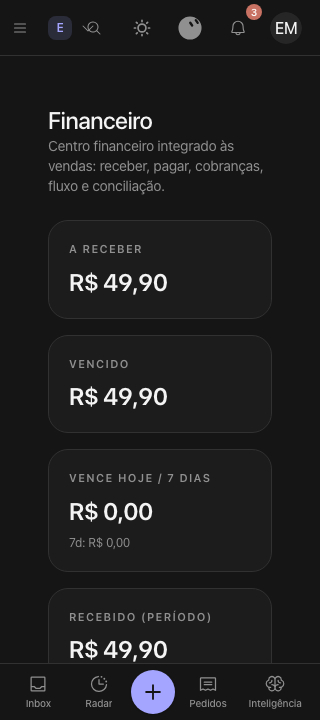 E
3
EM
Financeiro
Centro financeiro integrado às
vendas: receber, pagar, cobranças,
fluxo e conciliação.
A RECEBER
R$ 49,90
VENCIDO
R$ 49,90
VENCE HOJE / 7 DIAS
R$ 0,00
7d: R$ 0,00
RECEBIDO (PERÍODO)
R$ 49,90
Inbox
Radar
Pedidos
Inteligência